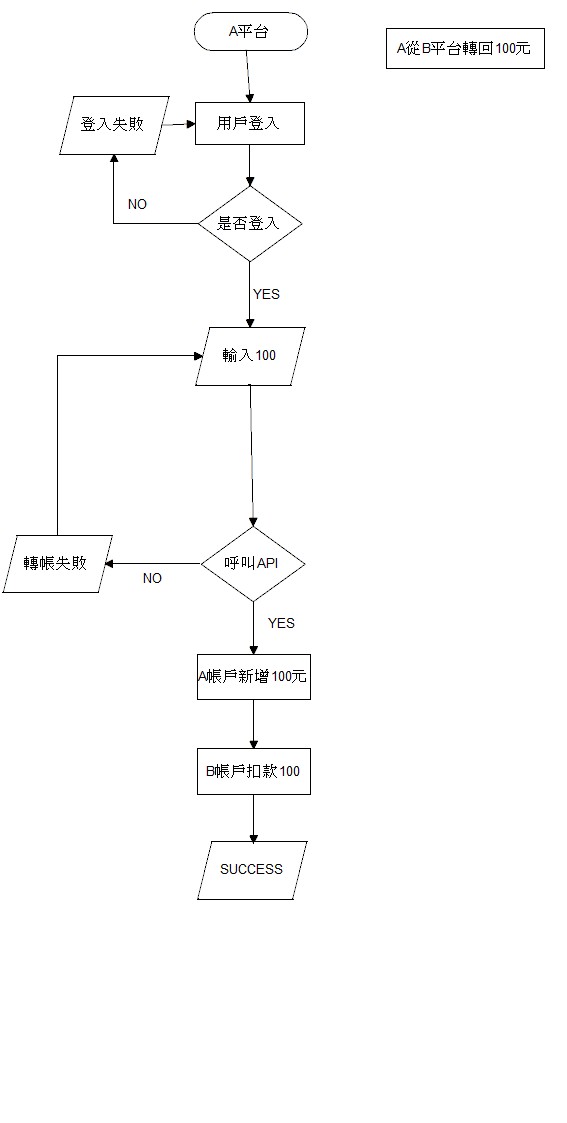 A平台
A從B平台轉回100元
登入失敗
用戶登入
是否登入
NO
YES
輸入100
轉帳失敗
呼叫API
NO
YES
A帳戶新增100元
B帳戶扣款100
SUCCESS